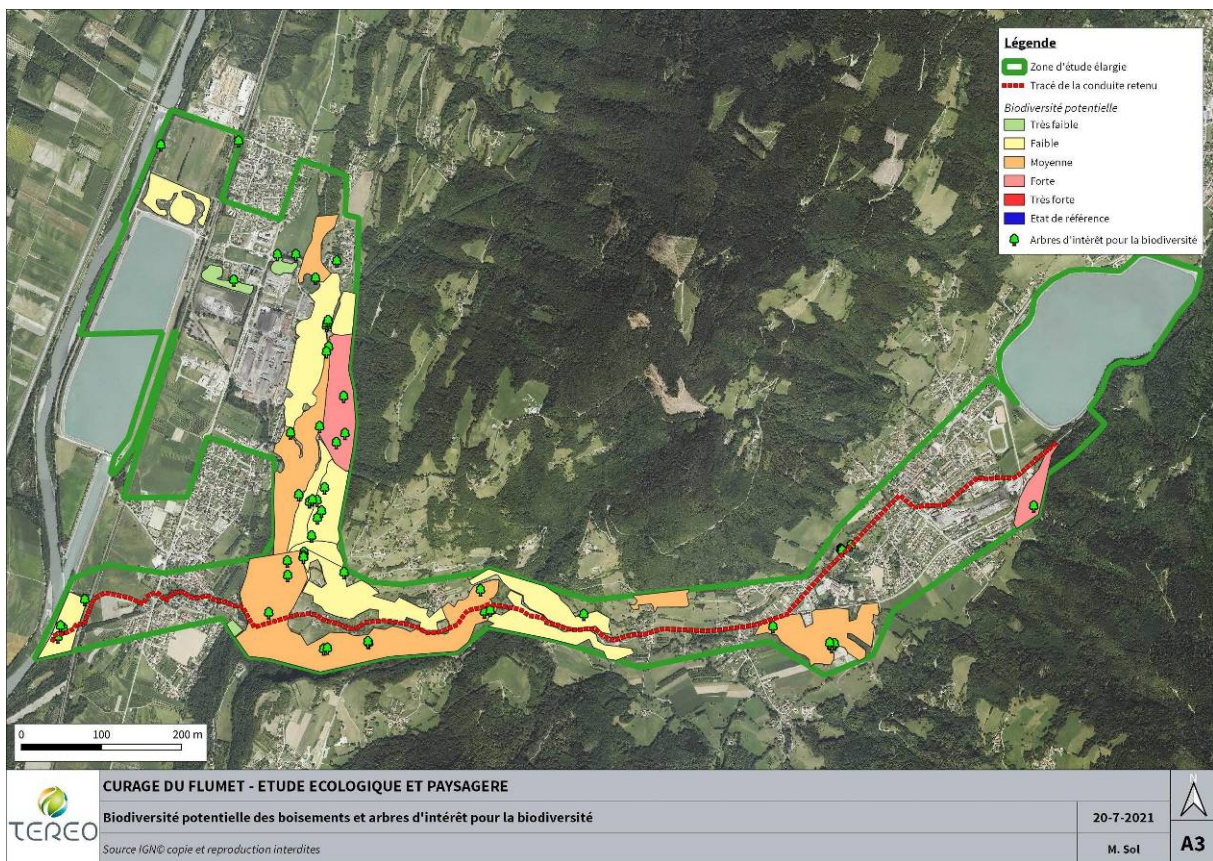 Légende
Zone d'étude élargie
Tracé de la conduite retenu
Biodiversité potentielle
Très faible
Faible
Moyenne
Forte
Très forte
Etat de référence
Arbres d'intérêt pour la biodiversité
0 100 200 m
TEREO
CURAGE DU FLUMET - ETUDE ECOLOGIQUE ET PAYSAGERE
Biodiversité potentielle des boisements et arbres d'intérêt pour la biodiversité
20-7-2021
Source IGN© copie et reproduction interdites
M. Sol
N
A3